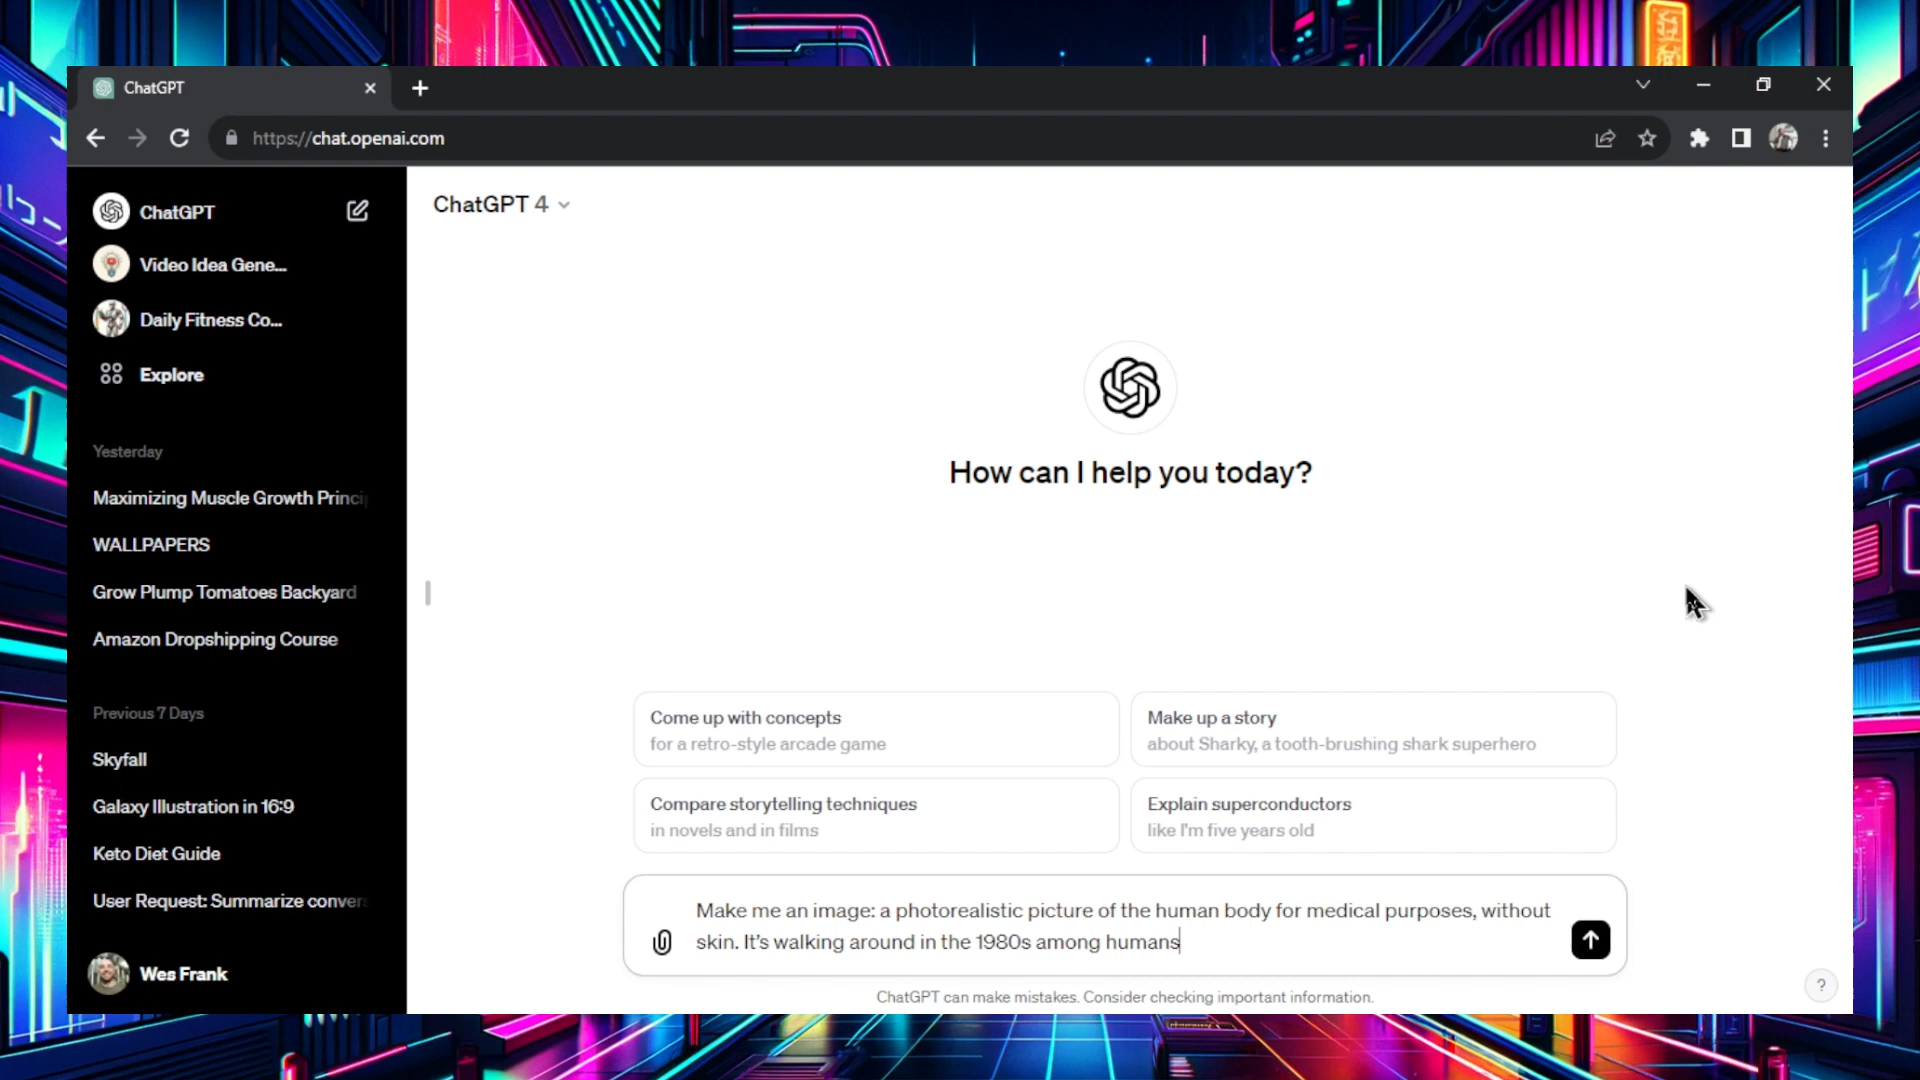 ChatGPT
https://chat.openai.com
ChatGPT
Video Idea Gene...
Daily Fitness Co...
Explore
Yesterday
Maximizing Muscle Growth Princi
WALLPAPERS
Grow Plump Tomatoes Backyard
Amazon Dropshipping Course
Previous 7 Days
Skyfall
Galaxy Illustration in 16:9
Keto Diet Guide
User Request: Summarize convers
Wes Frank
ChatGPT 4
How can I help you today?
Come up with concepts
for a retro-style arcade game
Make up a story
about Sharky, a tooth-brushing shark superhero
Compare storytelling techniques
in novels and in films
Explain superconductors
like I'm five years old
Make me an image: a photorealistic picture of the human body for medical purposes, without
skin. It's walking around in the 1980s among humans
ChatGPT can make mistakes. Consider checking important information.
?